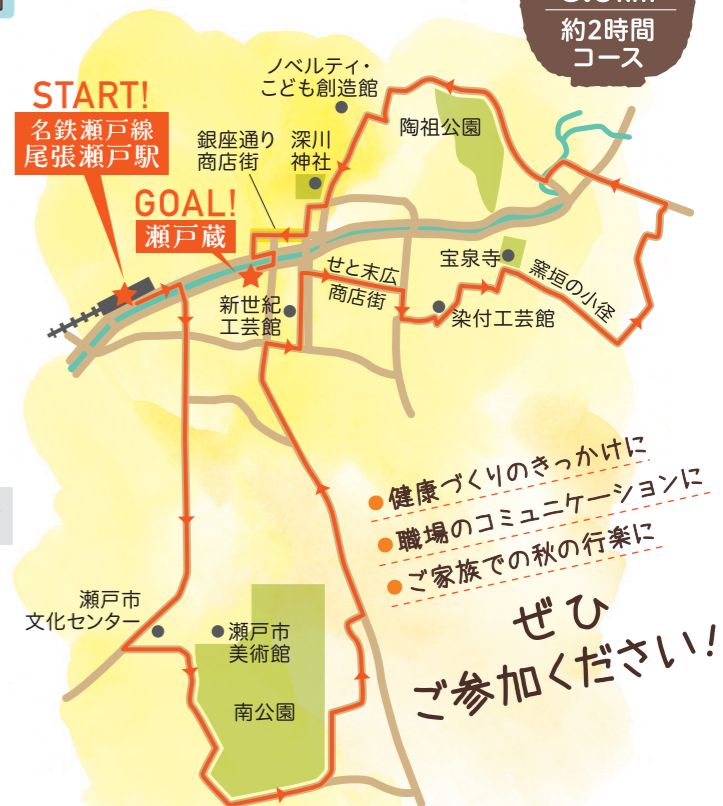 約2時間
コース
ノベルティ・
こども創造館
START!
名鉄瀬戸線
尾張瀬戸駅
銀座通り
商店街
深川
神社
陶祖公園
GOAL!
瀬戸蔵
せと末広
商店街
宝泉寺
窯垣の小径
新世紀
工芸館
染付工芸館
健康づくりのきっかけに
職場のコミュニケーションに
ご家族での秋の行楽に
ぜひ
ご参加ください!
瀬戸市
文化センター
瀬戸市
美術館
南公園